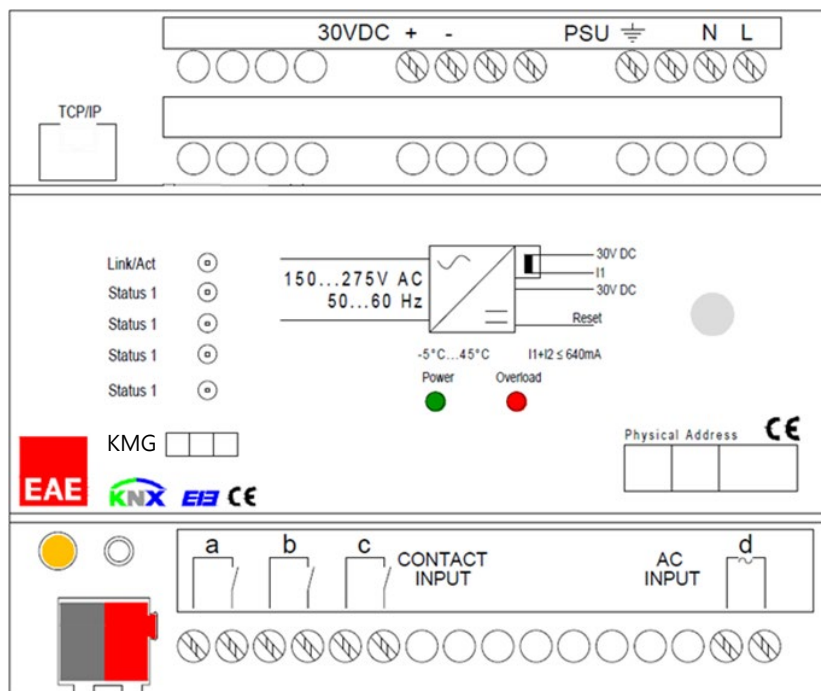 30VDC + - PSU N L
TCP/IP
Link/Act
Status 1
Status 1
Status 1
Status 1
150...275V AC
50...60 Hz
30V DC
I1
30V DC
Reset
-5°C...45°C I1+I2 ≤ 640mA
Power Overload
KMG
Physical Address CE
EAE
KNX EIB CE
a b c CONTACT INPUT AC INPUT d